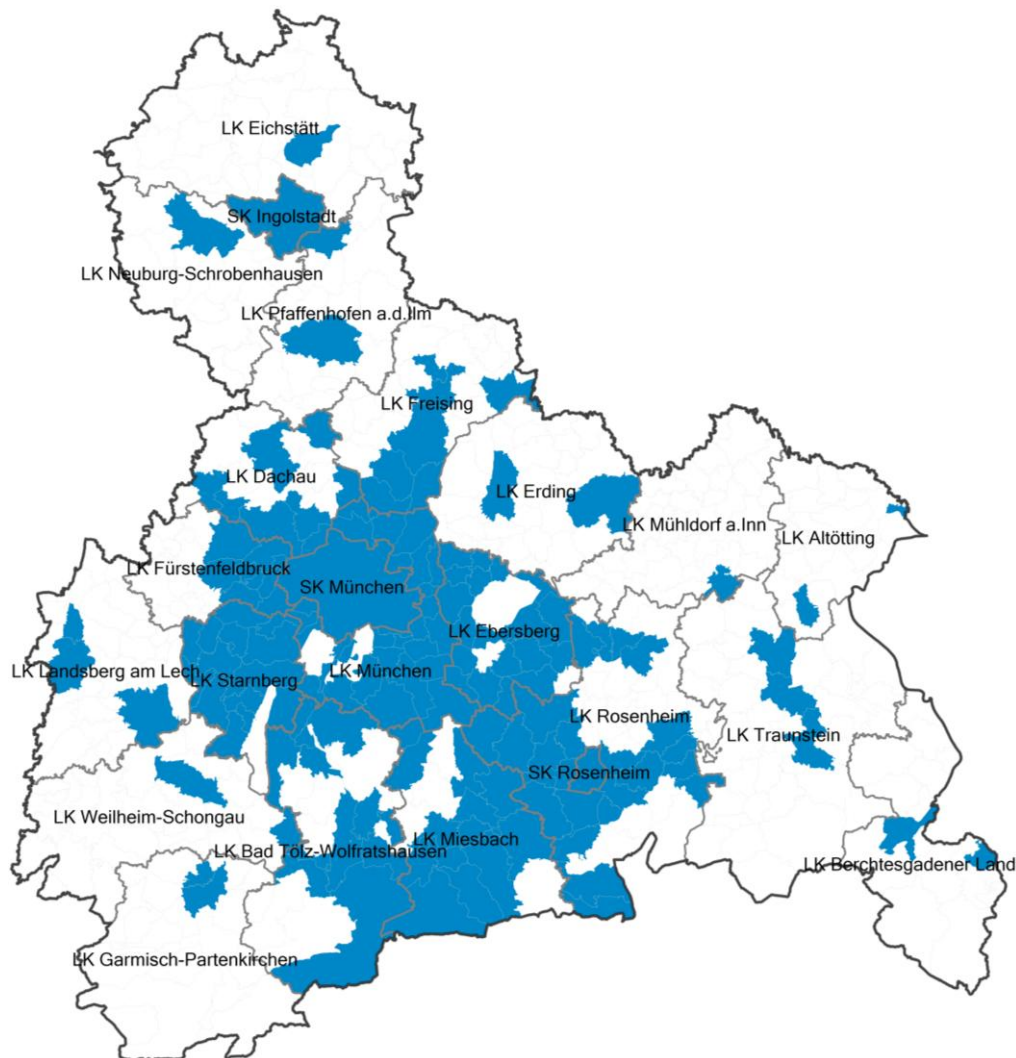 LK Eichstätt
SK Ingolstadt
LK Neuburg-Schrobenhausen
LK Pfaffenhofen a.d.Ilm
LK Freising
LK Dachau
LK Erding
LK Mühldorf a.Inn
LK Altötting
LK Fürstenfeldbruck
SK München
LK Ebersberg
LK Landsberg am Lech
LK Starnberg
LK München
LK Rosenheim
LK Traunstein
SK Rosenheim
LK Weilheim-Schongau
LK Miesbach
LK Bad Tölz-Wolfratshausen
LK Berchtesgadener Land
LK Garmisch-Partenkirchen